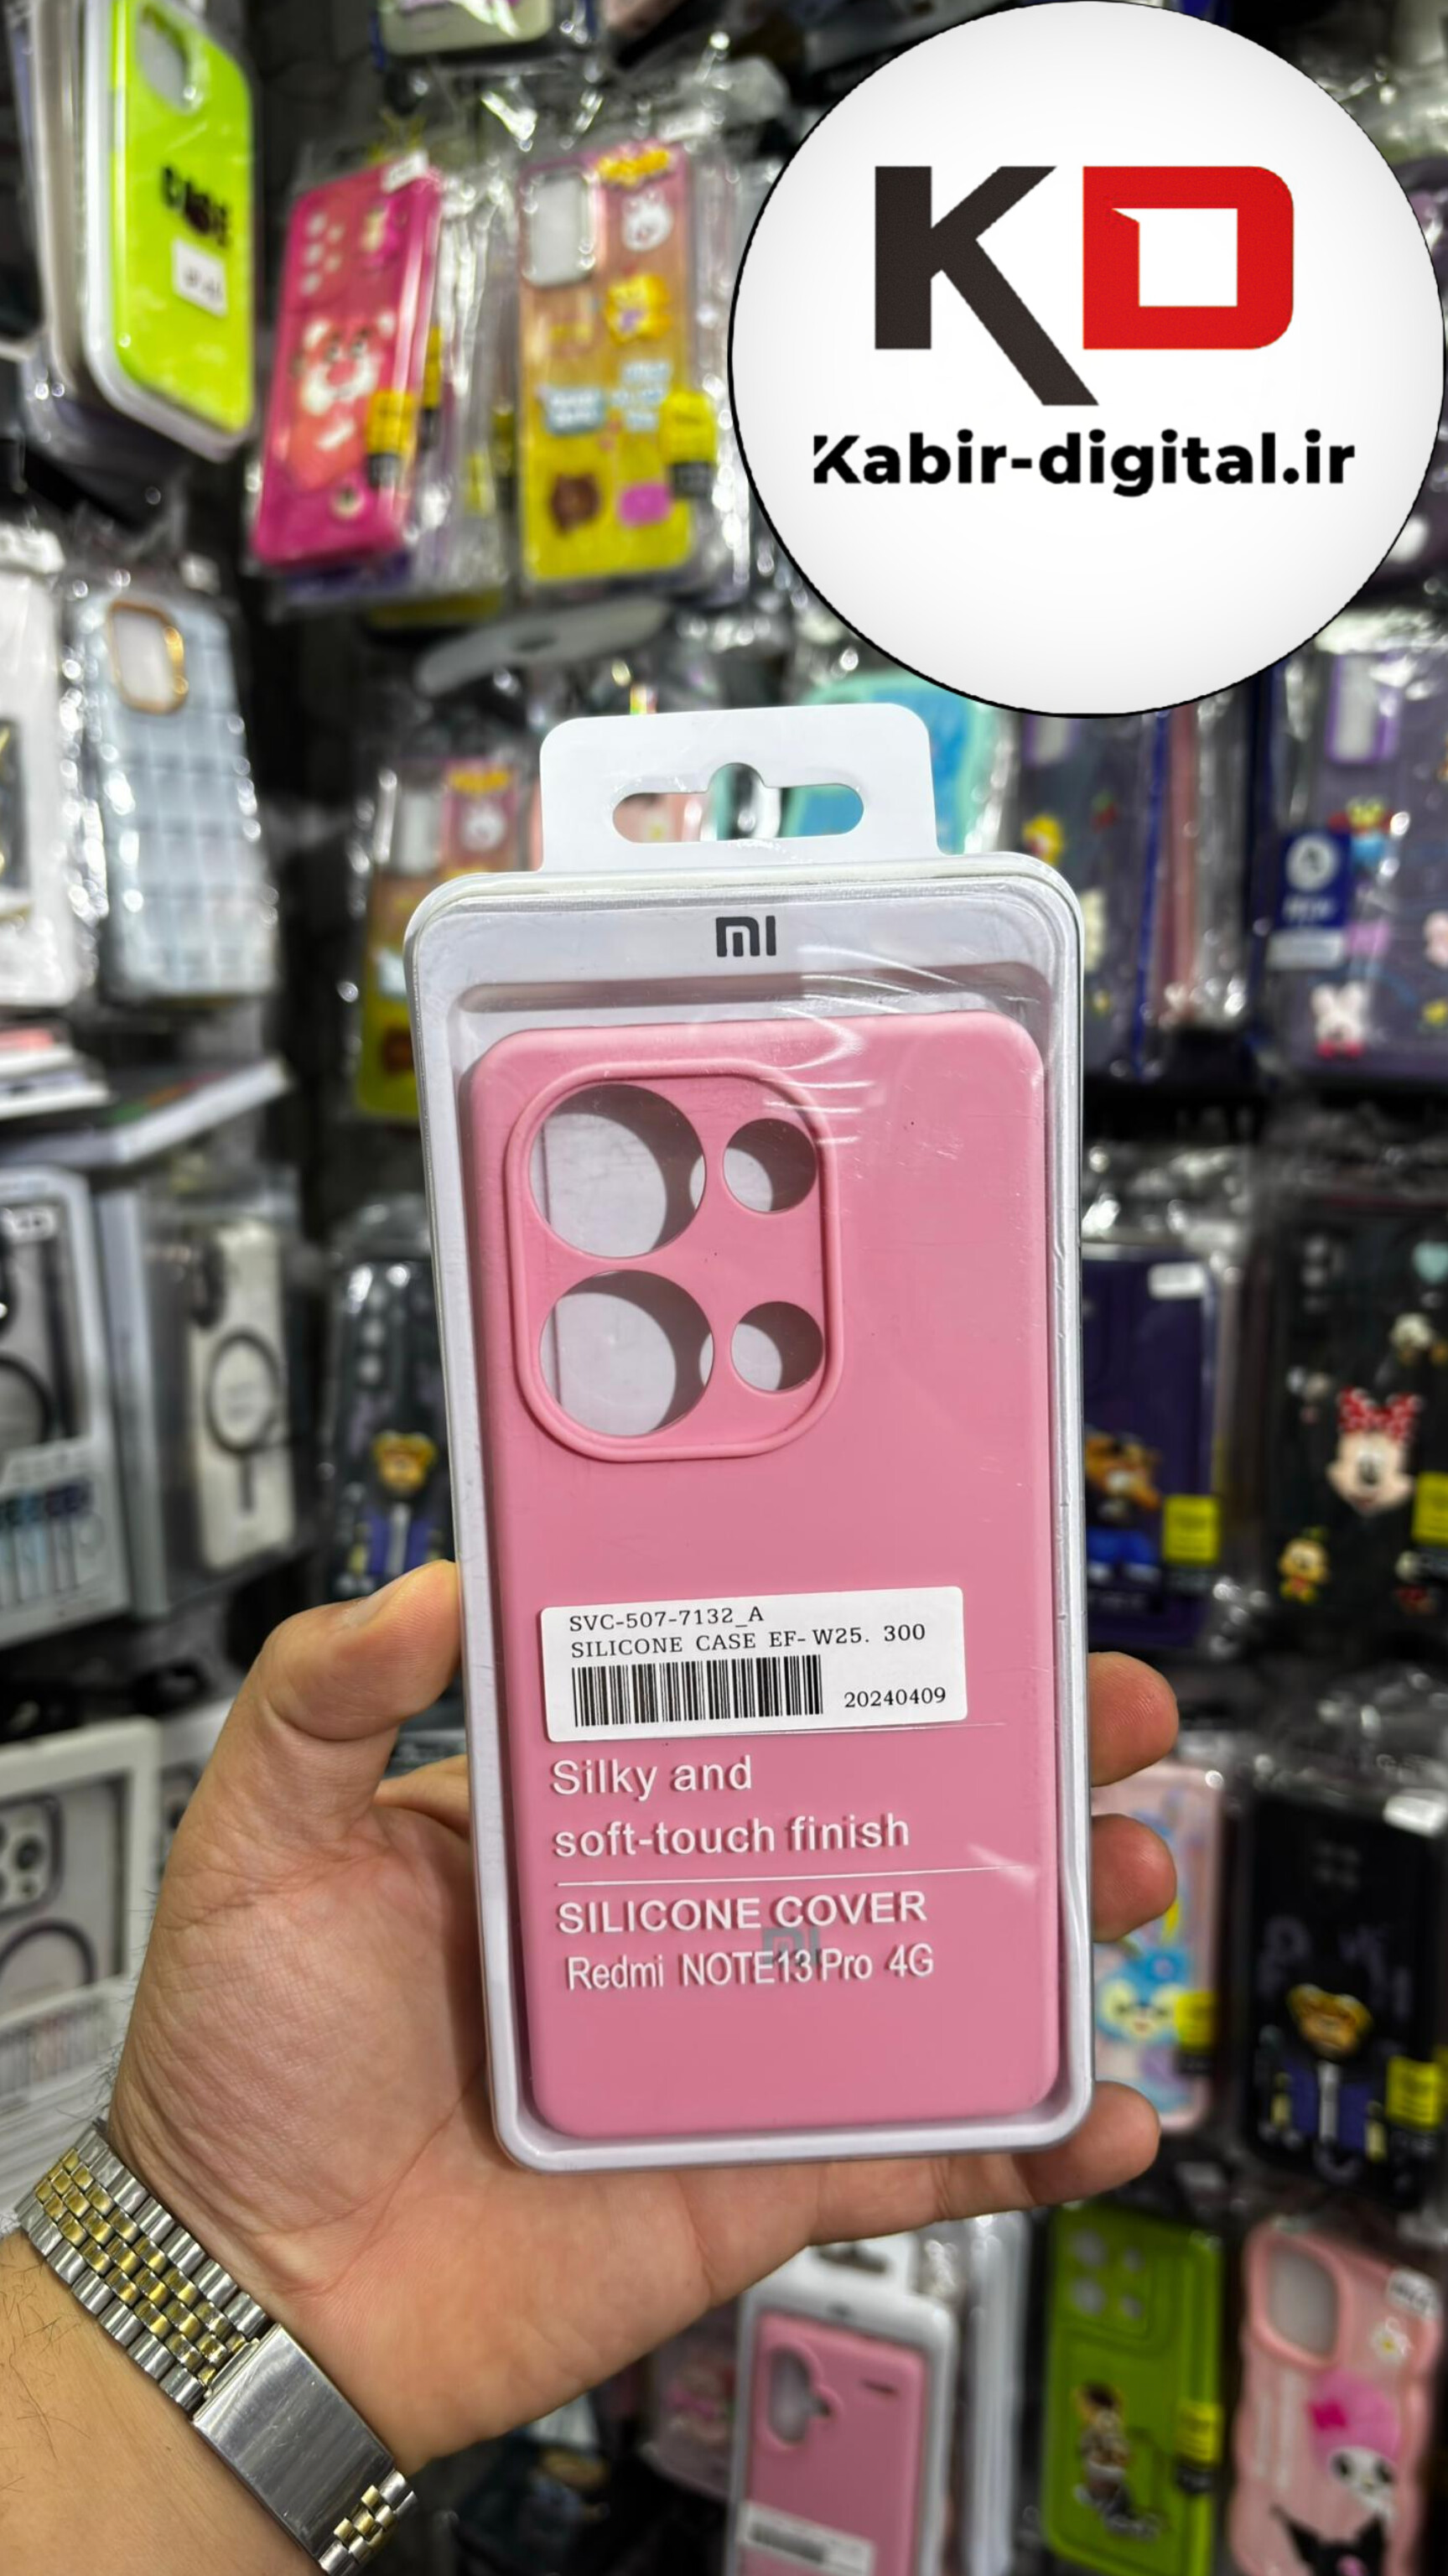 KD
Kabir-digital.ir
CASE
MI
SVC-507-7132_A
SILICONE CASE EF-W25. 300
20240409
Silky and
soft-touch finish
SILICONE COVER
Redmi NOTE13 Pro 4G